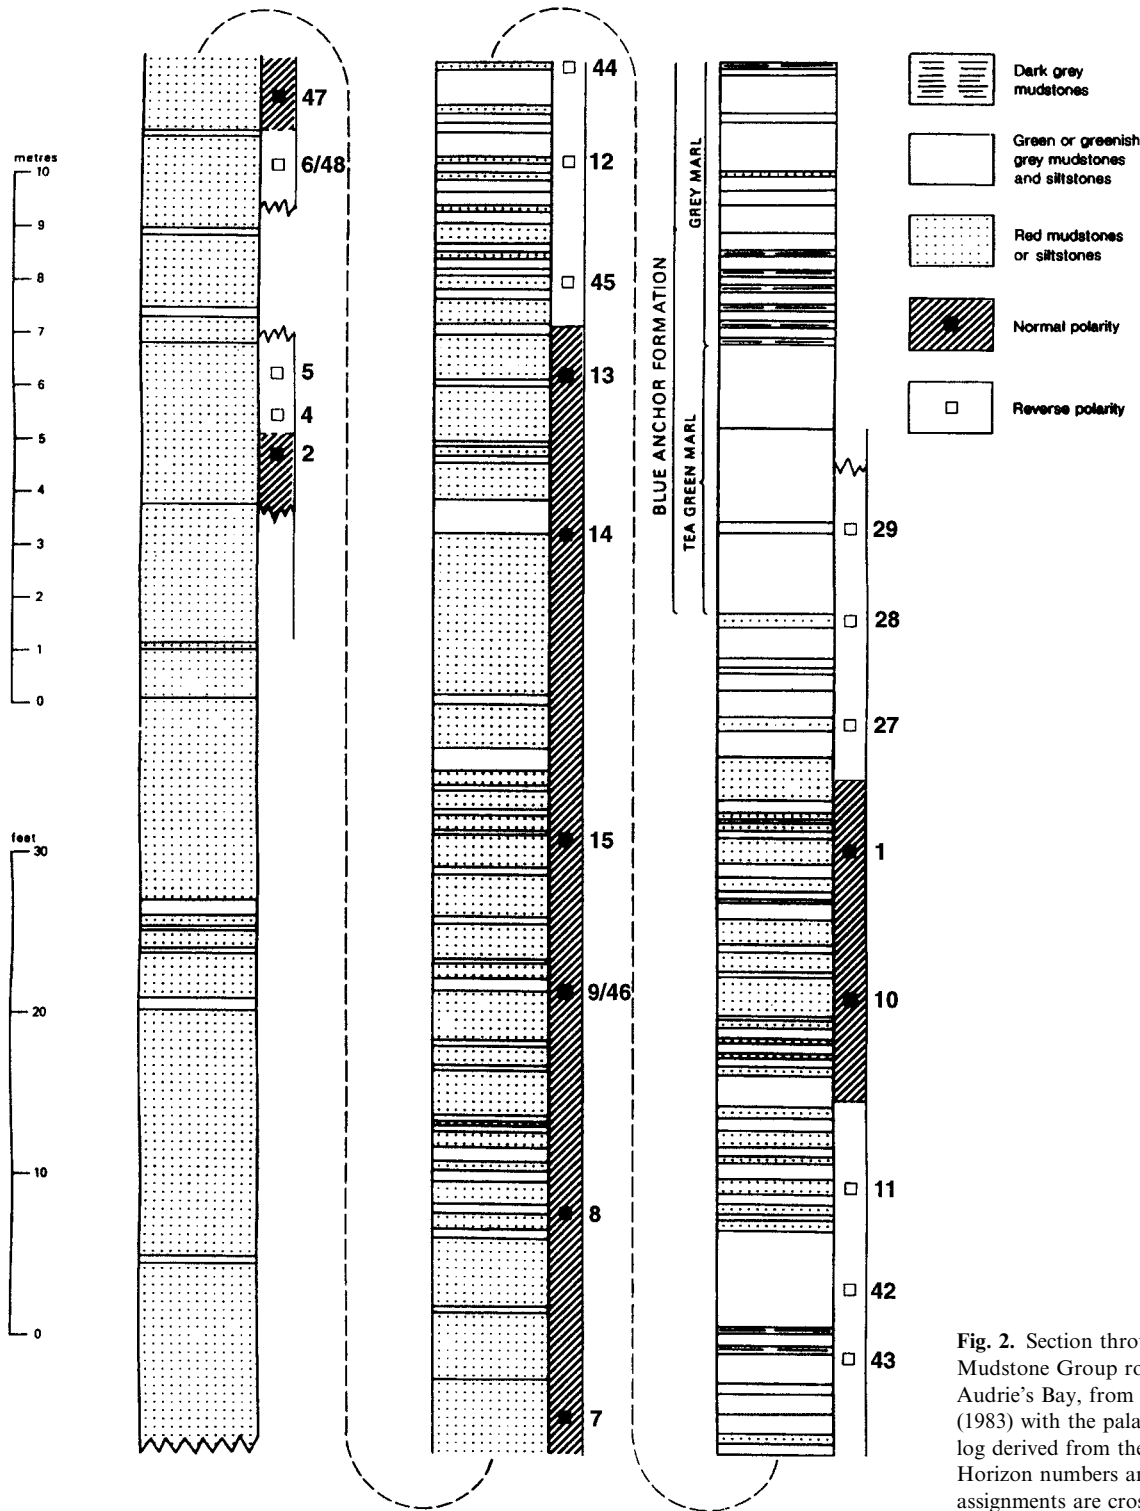 metres
10
9
8
7
6
5
4
3
2
1
0
feet
30
20
10
0
47
6/48
5
4
2
44
12
45
13
14
15
9/46
8
7
BLUE ANCHOR FORMATION
GREY MARL
TEA GREEN MARL
29
28
27
1
10
11
42
43
Dark grey
mudstones
Green or greenish
grey mudstones
and siltstones
Red mudstones
or siltstones
Normal polarity
Reverse polarity
Fig. 2. Section throu
Mudstone Group ro
Audrie's Bay, from
(1983) with the pala
log derived from the
Horizon numbers an
assignments are cros